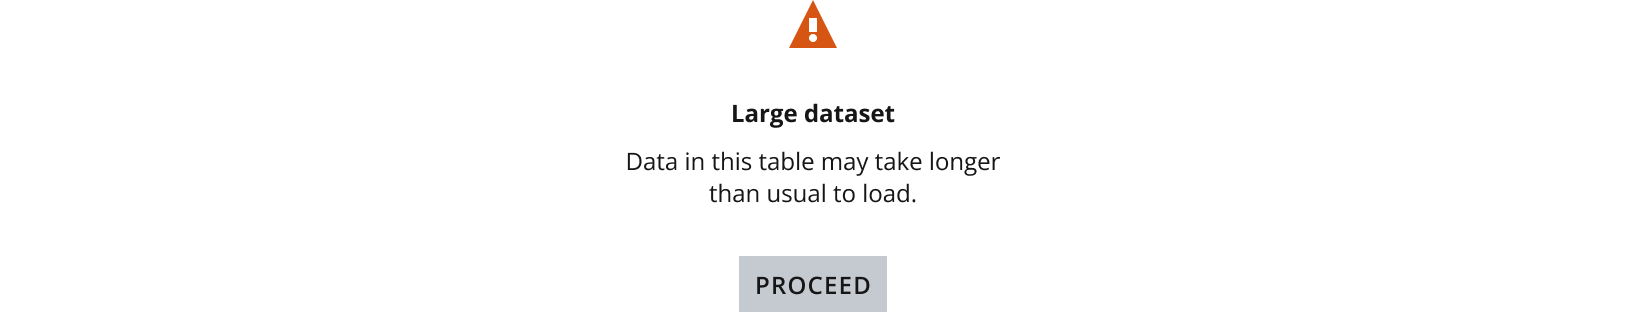 Large dataset
Data in this table may take longer
than usual to load.
PROCEED